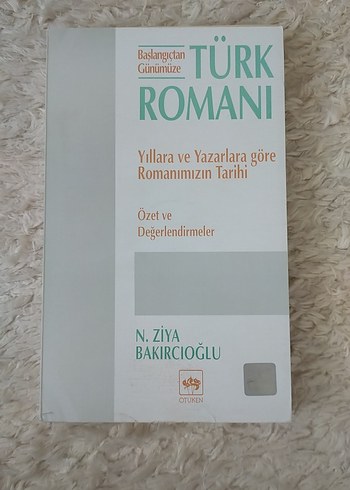 Başlangıçtan
Günümüze
TÜRK
ROMANI
Yıllara ve Yazarlara göre
Romanımızın Tarihi
Özet ve
Değerlendirmeler
N. ZİYA
BAKIRCIOĞLU
ÖTÜKEN